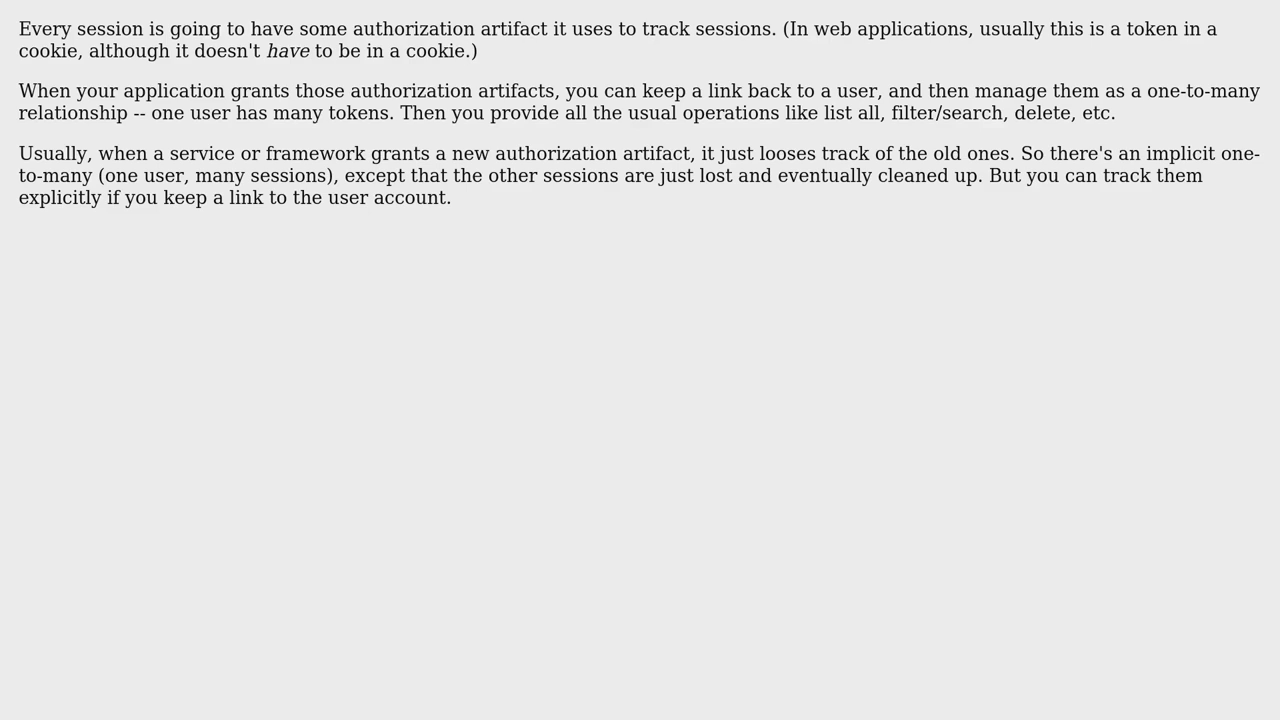 Every session is going to have some authorization artifact it uses to track sessions. (In web applications, usually this is a token in a
cookie, although it doesn't have to be in a cookie.)
When your application grants those authorization artifacts, you can keep a link back to a user, and then manage them as a one-to-many
relationship -- one user has many tokens. Then you provide all the usual operations like list all, filter/search, delete, etc.
Usually, when a service or framework grants a new authorization artifact, it just looses track of the old ones. So there's an implicit one-
to-many (one user, many sessions), except that the other sessions are just lost and eventually cleaned up. But you can track them
explicitly if you keep a link to the user account.